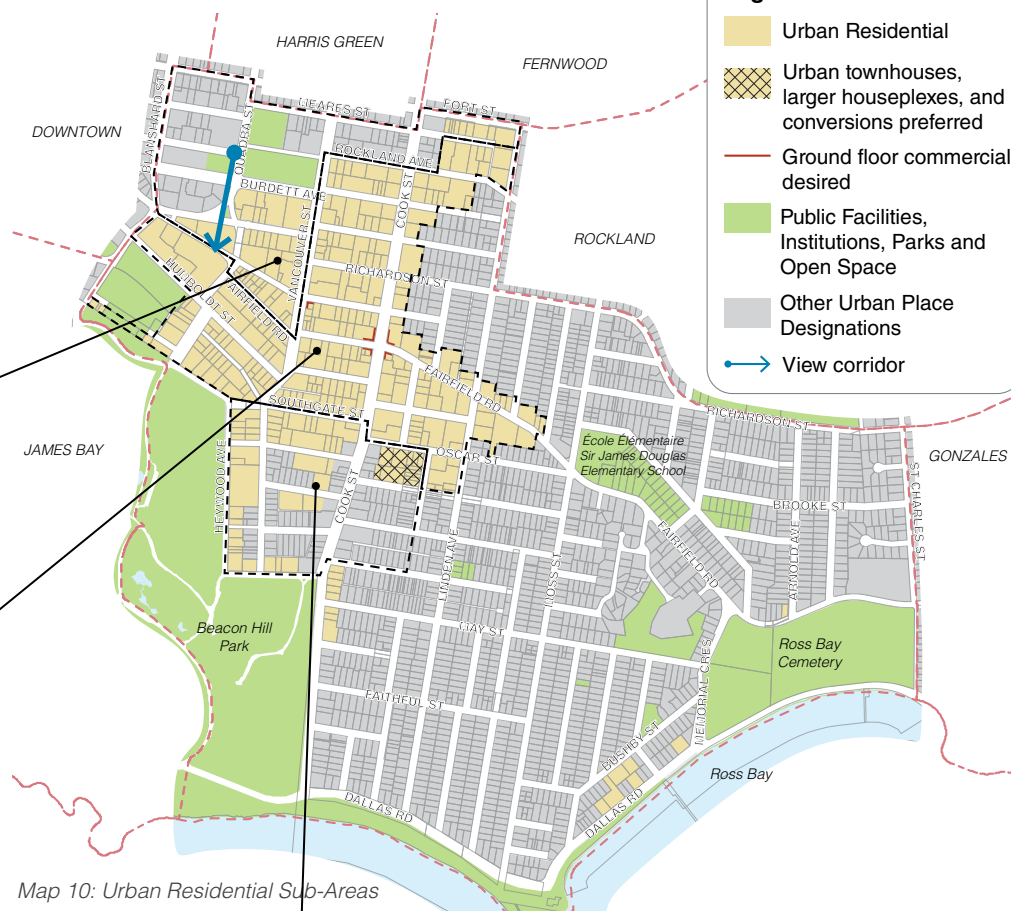 HARRIS GREEN
FERNWOOD
DOWNTOWN
BLANSHARD ST
QUADRA ST
MEARES ST
FORT ST
ROCKLAND AVE
BURDETT AVE
COOK ST
VANCOUVER ST
ROCKLAND
RICHARDSON ST
HUMBOLDT ST
FAIRFIELD RD
FAIRFIELD RD
SOUTHGATE ST
JAMES BAY
HEYWOOD AVE
COOK ST
OSCAR ST
École Élémentaire
Sir James Douglas
Elementary School
RICHARDSON ST
GONZALES
ST CHARLES ST
BROOKE ST
ARNOLD AVE
FAIRFIELD RD
LINDEN AVE
MOSS ST
MAY ST
Beacon Hill
Park
Ross Bay
Cemetery
MEMORIAL CRES
FAITHFUL ST
BUSHBY ST
DALLAS RD
DALLAS RD
Ross Bay
Urban Residential
Urban townhouses,
larger houseplexes, and
conversions preferred
Ground floor commercial
desired
Public Facilities,
Institutions, Parks and
Open Space
Other Urban Place
Designations
View corridor
Map 10: Urban Residential Sub-Areas